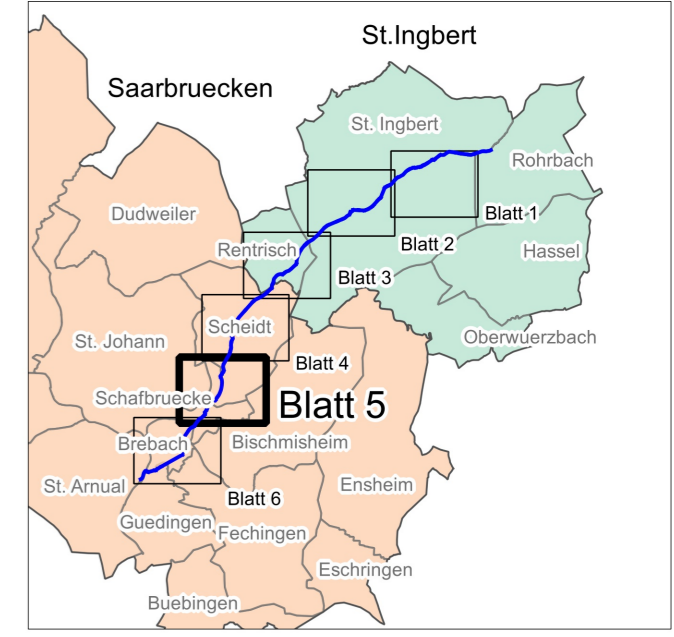 St.Ingbert
Saarbruecken
St. Ingbert
Rohrbach
Dudweiler
Blatt 1
Blatt 2
Rentrisch
Hassel
Blatt 3
Scheidt
St. Johann
Oberwuerzbach
Blatt 4
Schafbruecke
Blatt 5
Brebach
Bischmisheim
St. Arnual
Ensheim
Blatt 6
Guedingen
Fechingen
Eschringen
Buebingen